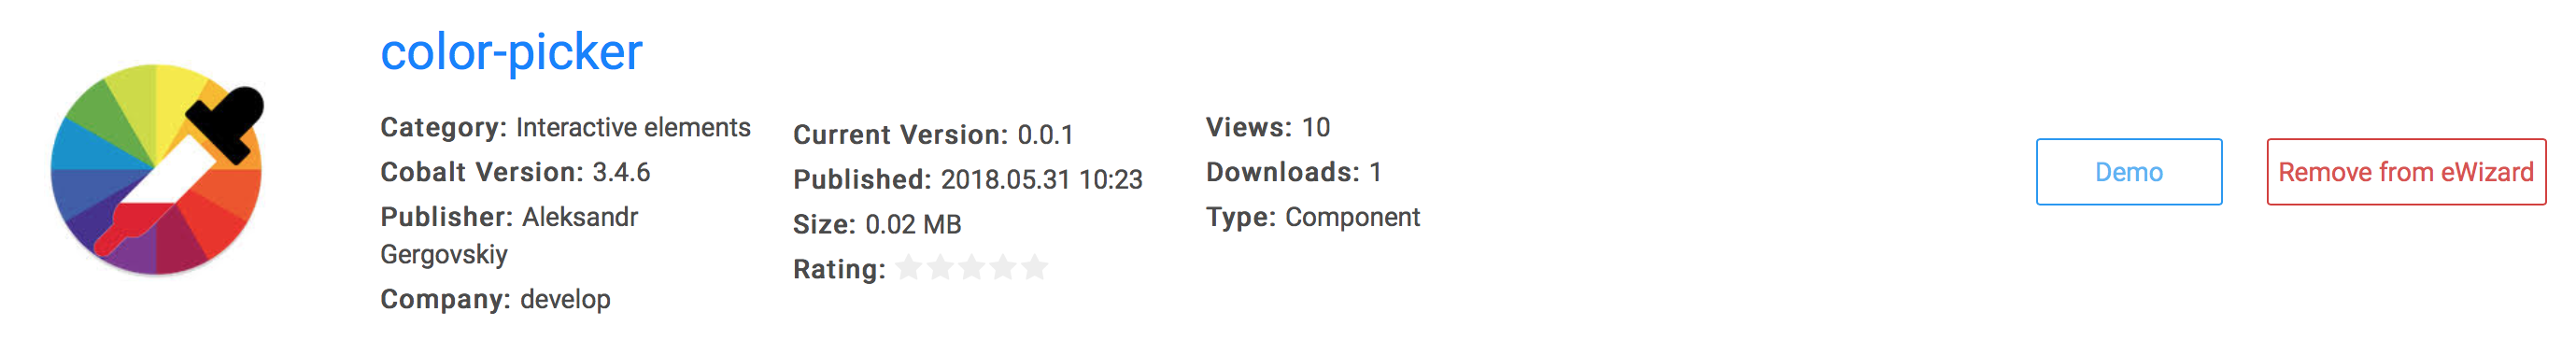 color-picker
Category: Interactive elements
Cobalt Version: 3.4.6
Publisher: Aleksandr
Gergovskiy
Company: develop
Current Version: 0.0.1
Published: 2018.05.31 10:23
Size: 0.02 MB
Rating:
Views: 10
Downloads: 1
Type: Component
Demo
Remove from eWizard